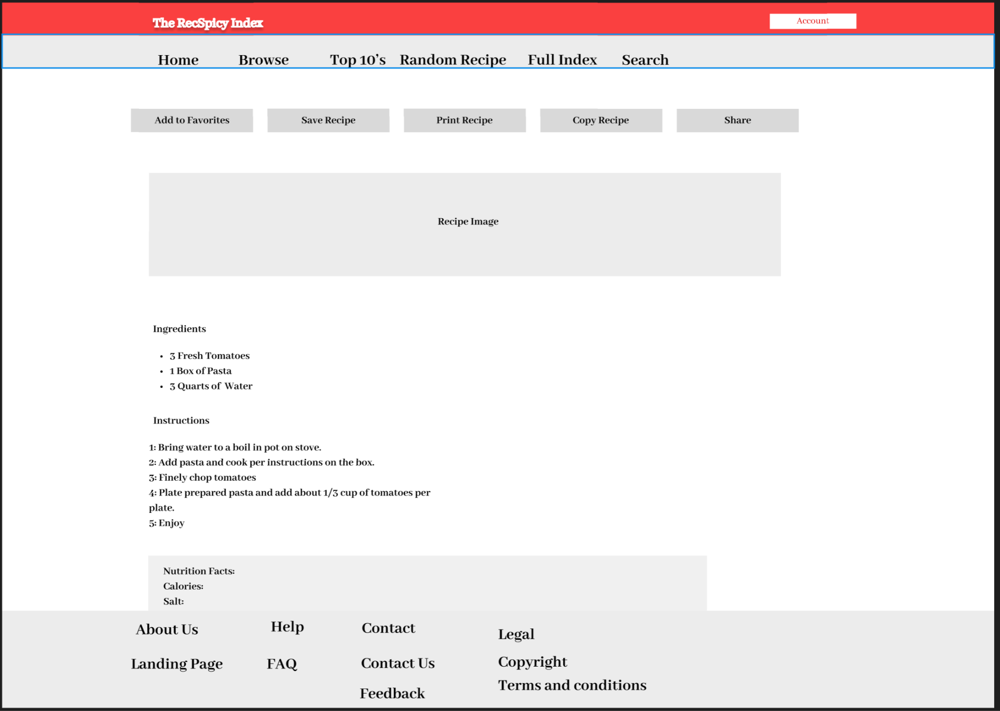 The RecSpicy Index
Account
Home Browse Top 10’s Random Recipe Full Index Search
Add to Favorites Save Recipe Print Recipe Copy Recipe Share
Recipe Image
Ingredients
• 3 Fresh Tomatoes
• 1 Box of Pasta
• 3 Quarts of Water
Instructions
1: Bring water to a boil in pot on stove.
2: Add pasta and cook per instructions on the box.
3: Finely chop tomatoes
4: Plate prepared pasta and add about 1/3 cup of tomatoes per
plate.
5: Enjoy
Nutrition Facts:
Calories:
Salt:
About Us
Landing Page
Help
FAQ
Contact
Contact Us
Feedback
Legal
Copyright
Terms and conditions